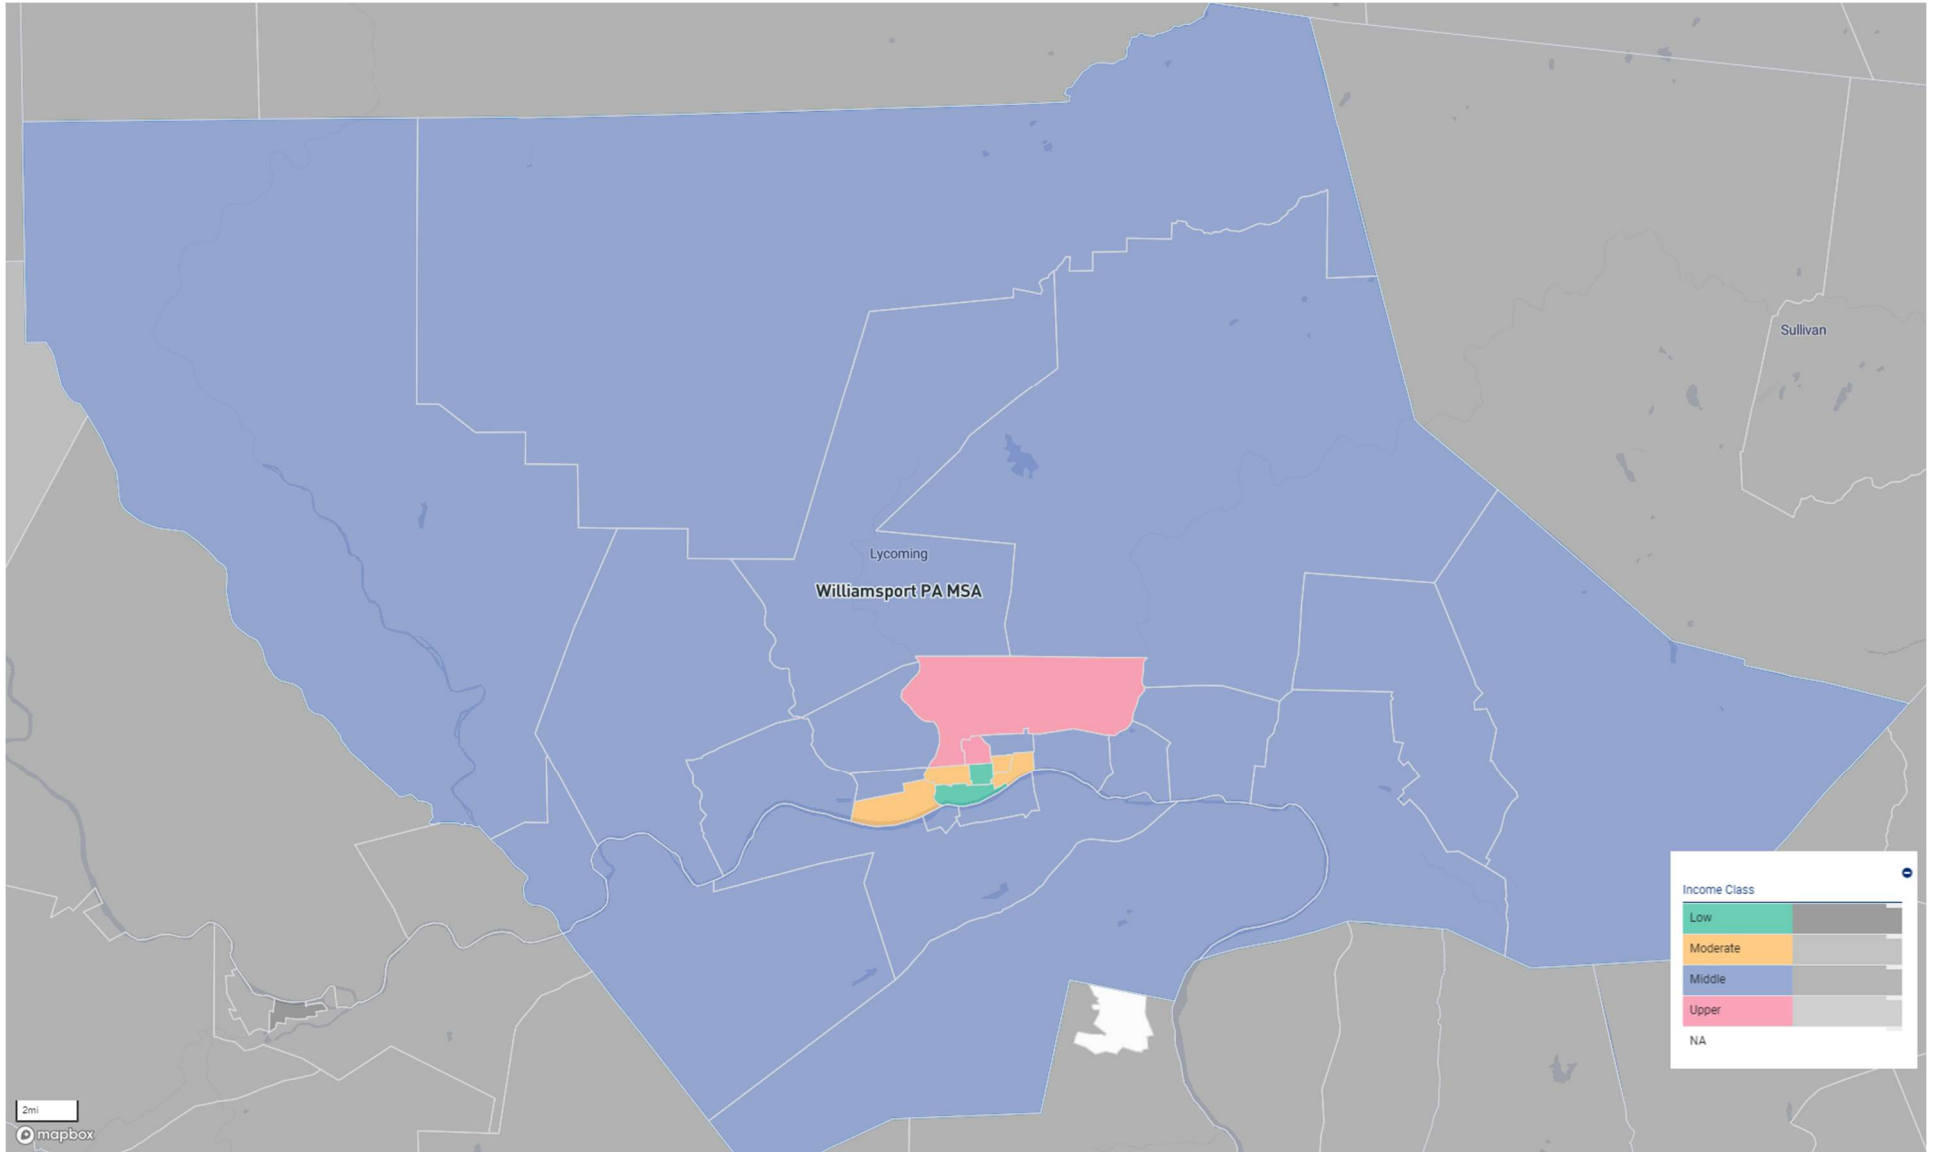 Sullivan
Lycoming
Williamsport PA MSA
Income Class
Low
Moderate
Middle
Upper
NA
2mi
mapbox